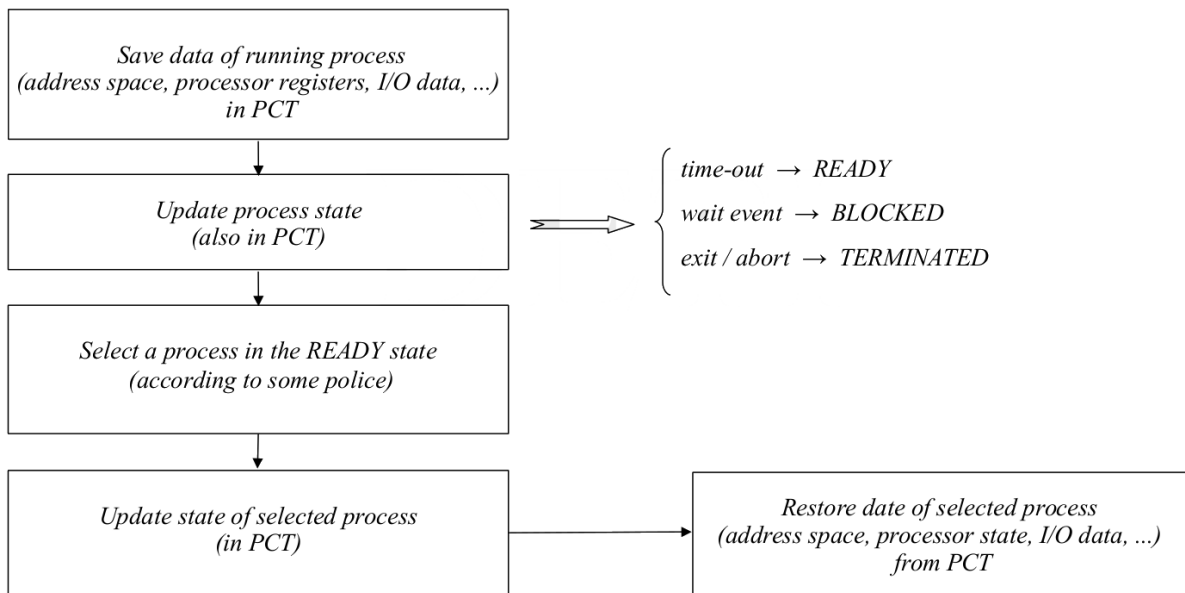 Save data of running process
(address space, processor registers, I/O data, ...)
in PCT
Update process state
(also in PCT)
time-out → READY
wait event → BLOCKED
exit / abort → TERMINATED
Select a process in the READY state
(according to some police)
Update state of selected process
(in PCT)
Restore date of selected process
(address space, processor state, I/O data, ...)
from PCT